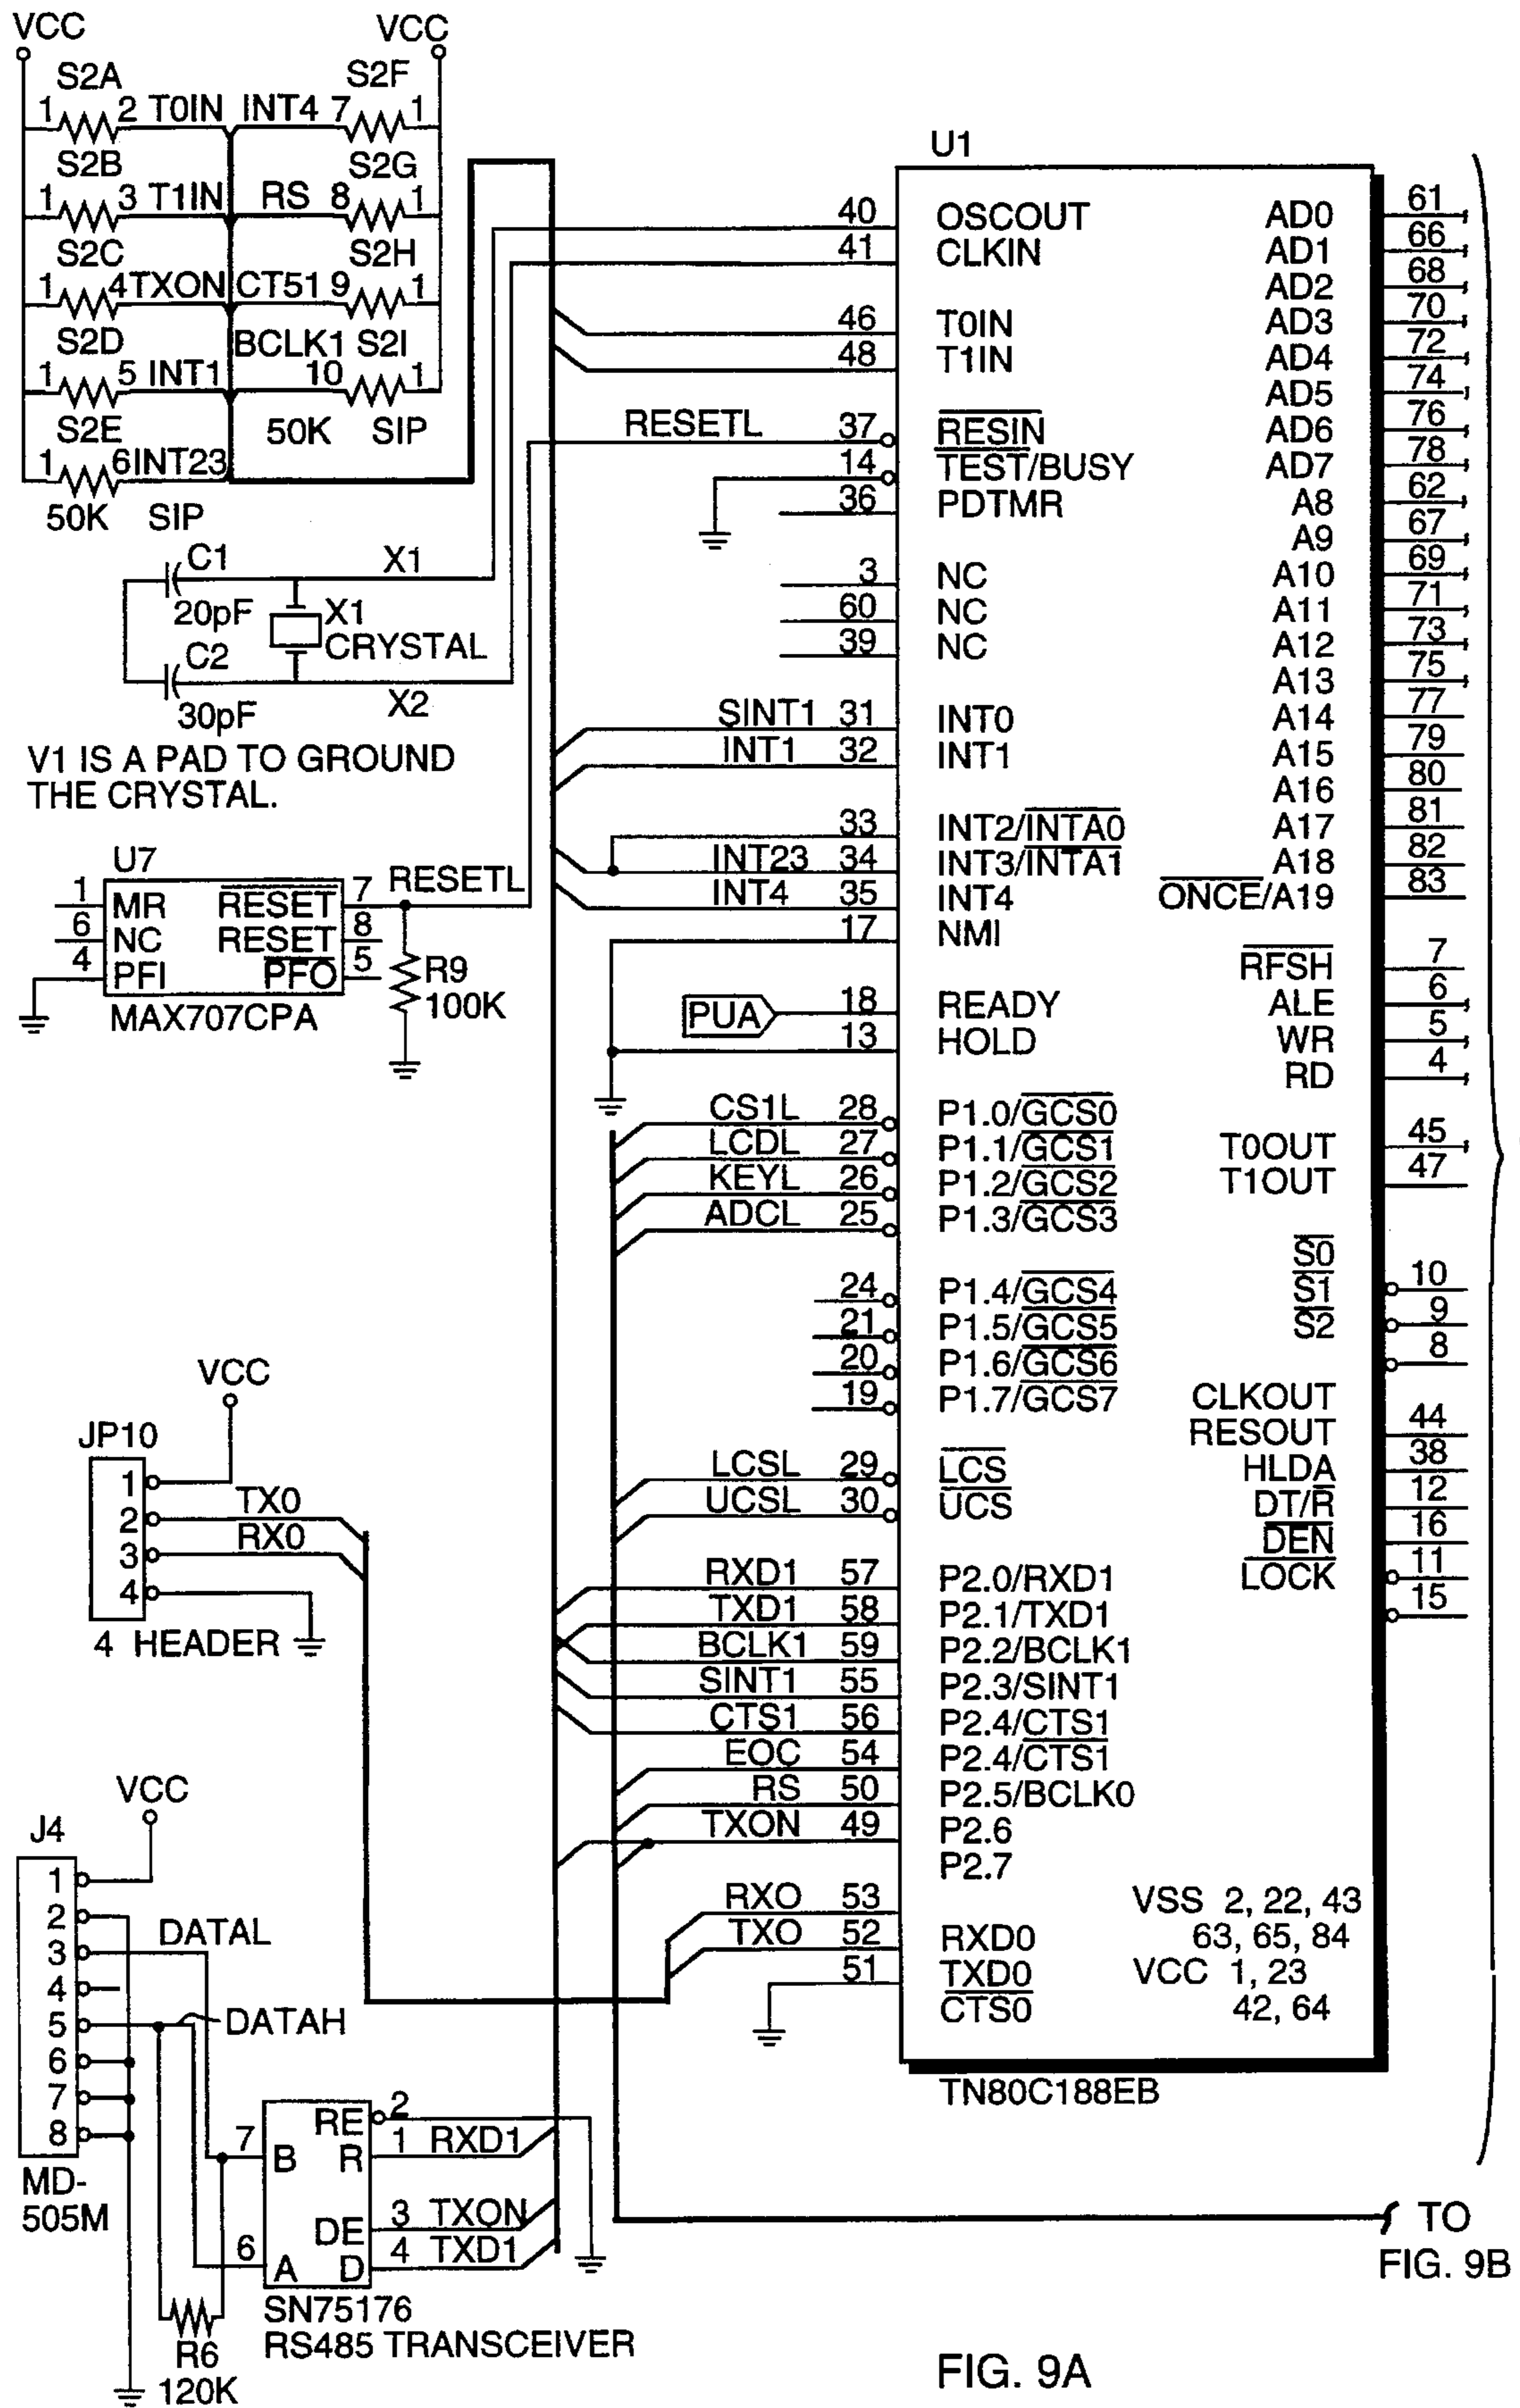 VCC VCC
S2A S2F
1 2 T0IN INT4 7 1
S2B S2G
1 3 T1IN RS 8 1
S2C S2H
1 4TXON CT51 9 1
S2D BCLK1 S2I
1 5 INT1 10 1
S2E 50K SIP
1 6INT23
50K SIP
C1 X1
20pF X1
CRYSTAL
C2
30pF X2
V1 IS A PAD TO GROUND
THE CRYSTAL.
U7
1 MR RESET 7 RESETL
6 NC RESET 8
4 PFI PFO 5
MAX707CPA
R9
100K
VCC
JP10
1
2 TX0
3 RX0
4
4 HEADER
VCC
J4
1
2
3 DATAL
4
5 DATAH
6
7
8
MD-
505M
RE 2
7 B R 1 RXD1
DE 3 TXON
6 A D 4 TXD1
SN75176
RS485 TRANSCEIVER
R6
120K
U1
40 OSCOUT
41 CLKIN
46 T0IN
48 T1IN
RESETL 37 RESIN
14 TEST/BUSY
36 PDTMR
3 NC
60 NC
39 NC
SINT1 31 INT0
INT1 32 INT1
33 INT2/INTA0
INT23 34 INT3/INTA1
INT4 35 INT4
17 NMI
PUA 18 READY
13 HOLD
CS1L 28 P1.0/GCS0
LCDL 27 P1.1/GCS1
KEYL 26 P1.2/GCS2
ADCL 25 P1.3/GCS3
24 P1.4/GCS4
21 P1.5/GCS5
20 P1.6/GCS6
19 P1.7/GCS7
LCSL 29 LCS
UCSL 30 UCS
RXD1 57 P2.0/RXD1
TXD1 58 P2.1/TXD1
BCLK1 59 P2.2/BCLK1
SINT1 55 P2.3/SINT1
CTS1 56 P2.4/CTS1
EOC 54 P2.4/CTS1
RS 50 P2.5/BCLK0
TXON 49 P2.6
P2.7
RXO 53 RXD0
TXO 52 TXD0
51 CTS0
AD0 61
AD1 66
AD2 68
AD3 70
AD4 72
AD5 74
AD6 76
AD7 78
A8 62
A9 67
A10 69
A11 71
A12 73
A13 75
A14 77
A15 79
A16 80
A17 81
A18 82
ONCE/A19 83
RFSH 7
ALE 6
WR 5
RD 4
T0OUT 45
T1OUT 47
S0
S1 10
S2 9
8
CLKOUT
RESOUT 44
HLDA 38
DT/R 12
DEN 16
LOCK 11
15
VSS 2, 22, 43
63, 65, 84
VCC 1, 23
42, 64
TN80C188EB
TO
FIG. 9B
FIG. 9A